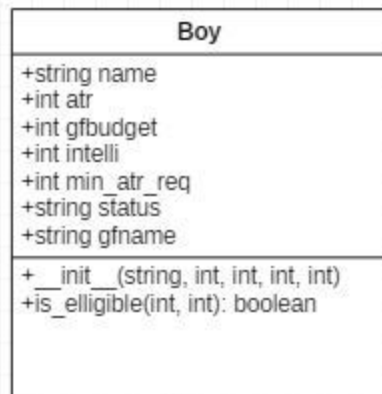 Boy
+string name
+int atr
+int gfbudget
+int intelli
+int min_atr_req
+string status
+string gfname
+__init__(string, int, int, int, int)
+is_elligible(int, int): boolean